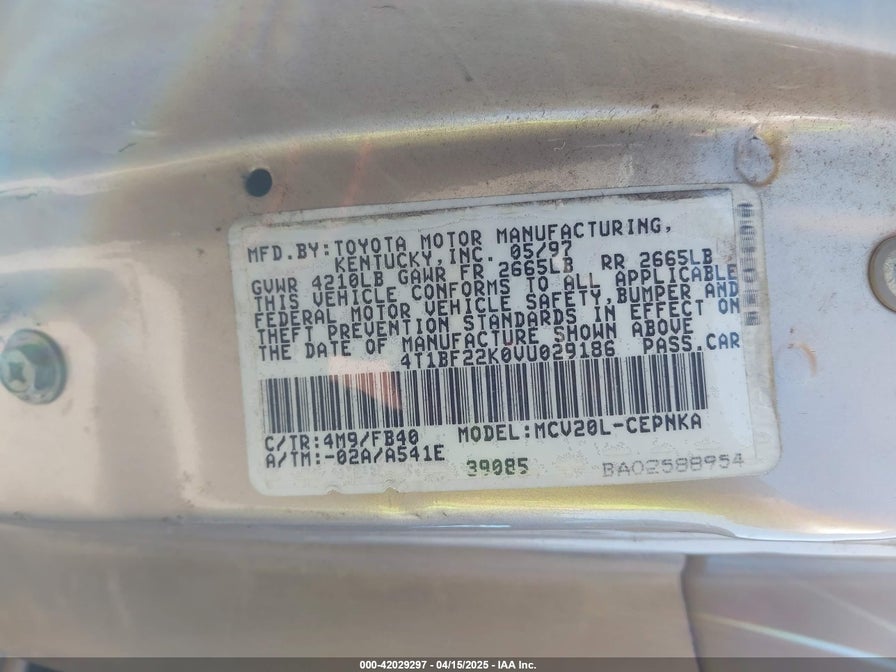 MFD.BY:TOYOTA MOTOR MANUFACTURING,
KENTUCKY,INC. 05/97
GVWR 4210LB GAWR FR 2665LB RR 2665LB
THIS VEHICLE CONFORMS TO ALL APPLICABLE
FEDERAL MOTOR VEHICLE SAFETY,BUMPER AND
THEFT PREVENTION STANDARDS IN EFFECT ON
THE DATE OF MANUFACTURE SHOWN ABOVE
4T1BF22K0VU029186 PASS.CAR
C/TR:4M9/FB40 MODEL:MCV20L-CEPNKA
A/TM:-02A/A541E
39085 BA02588954
000-42029297 - 04/15/2025 - IAA Inc.